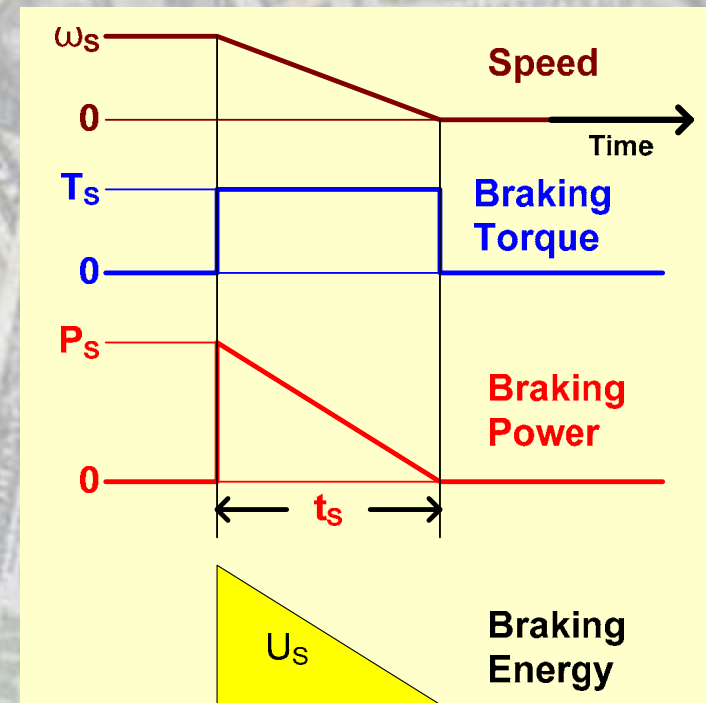 ωS
Speed
0
Time
TS
Braking
Torque
0
PS
Braking
Power
0
tS
Braking
Energy
US